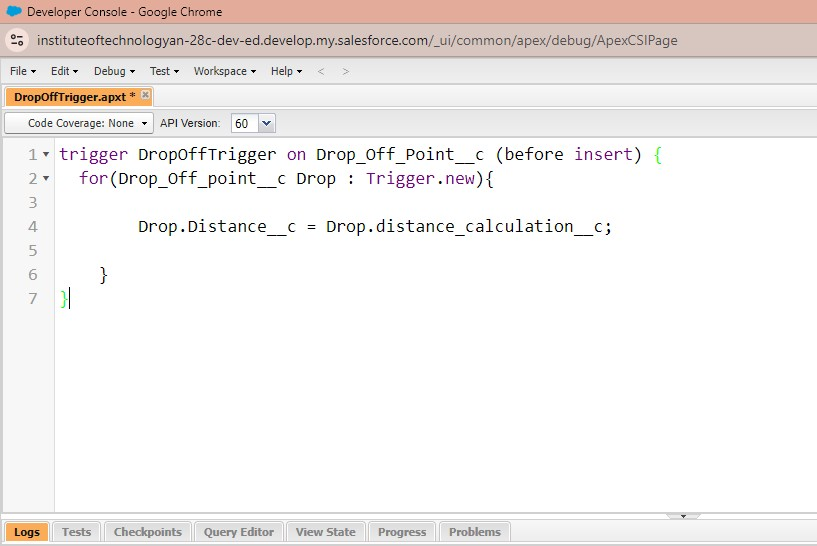 Developer Console - Google Chrome
instituteoftechnologyan-28c-dev-ed.develop.my.salesforce.com/_ui/common/apex/debug/ApexCSIPage
File Edit Debug Test Workspace Help < >
DropOffTrigger.apxt *
Code Coverage: None API Version: 60
1 trigger DropOffTrigger on Drop_Off_Point__c (before insert) {
2 for(Drop_Off_point__c Drop : Trigger.new){
3
4 Drop.Distance__c = Drop.distance_calculation__c;
5
6 }
7 }
Logs Tests Checkpoints Query Editor View State Progress Problems